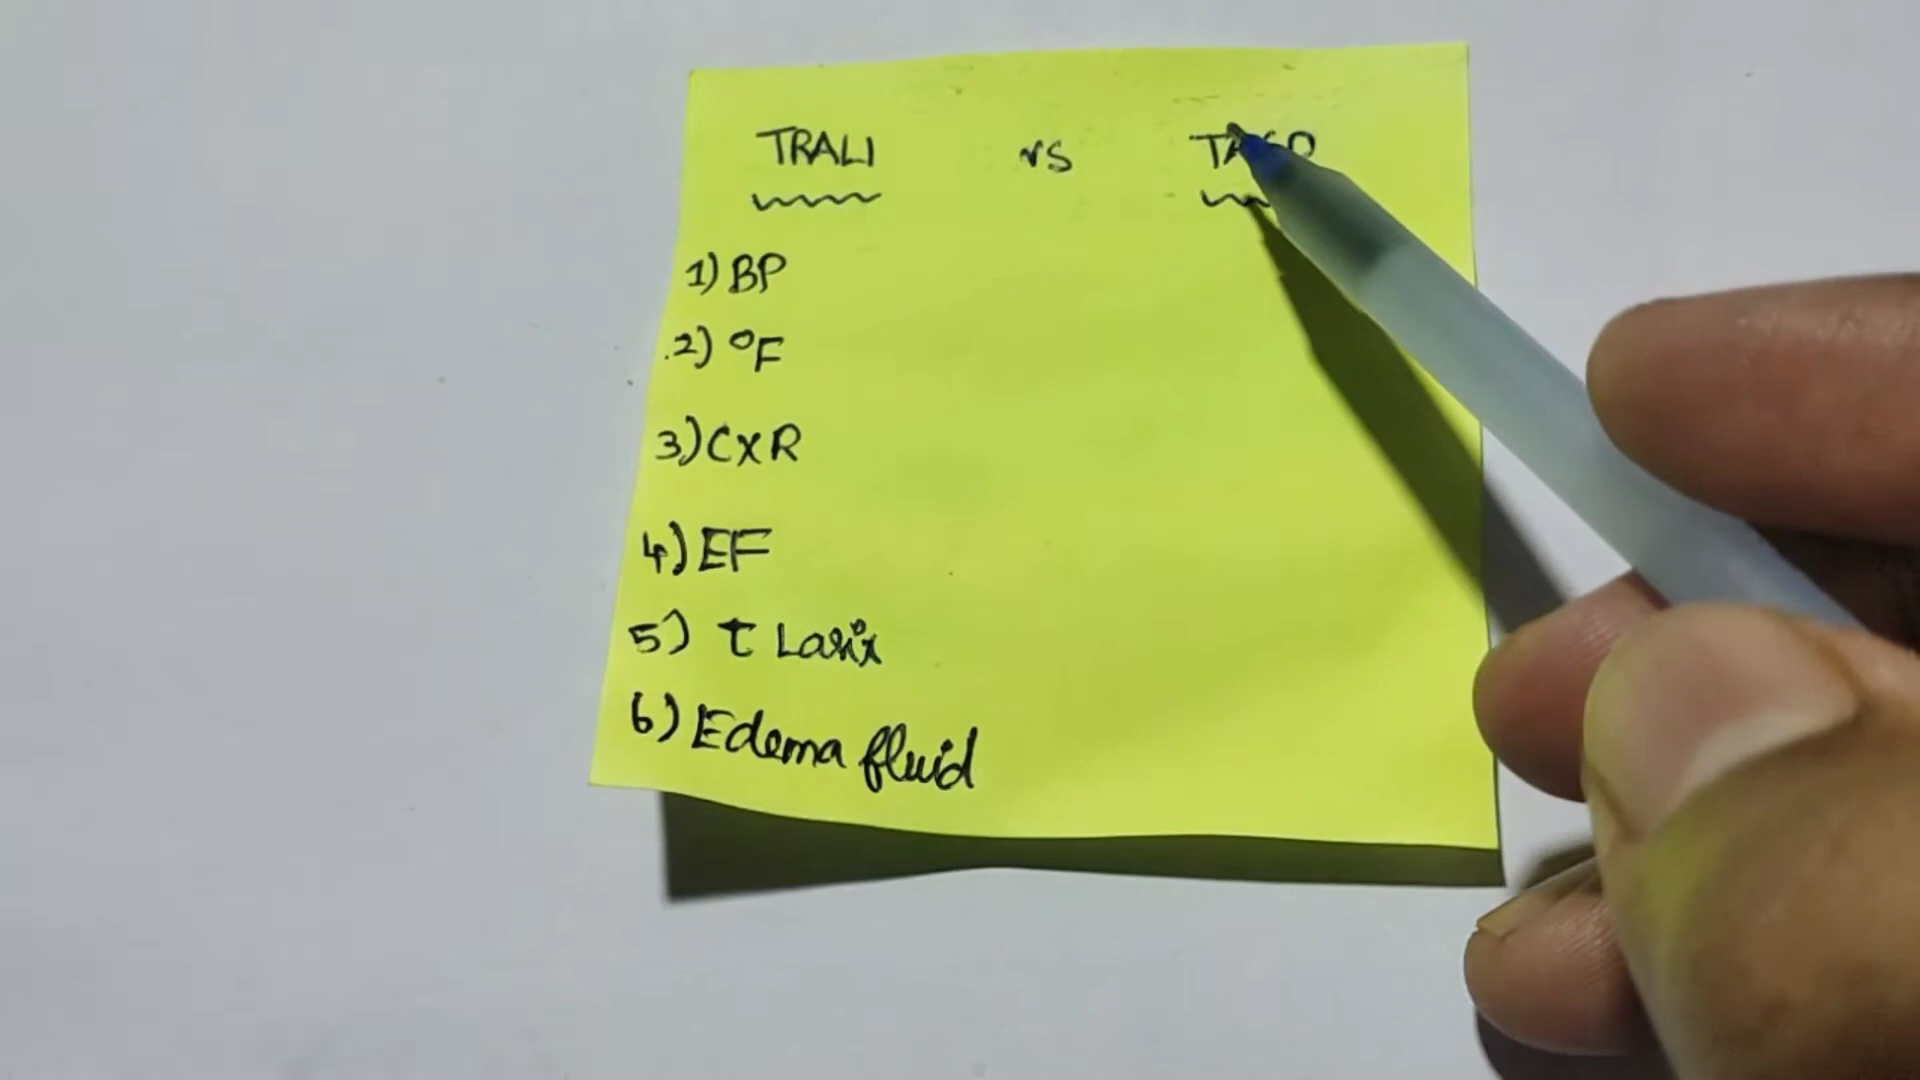 TRALI vs
1) BP
2) °F
3) CXR
4) EF
5) τ Lasix
6) Edema fluid